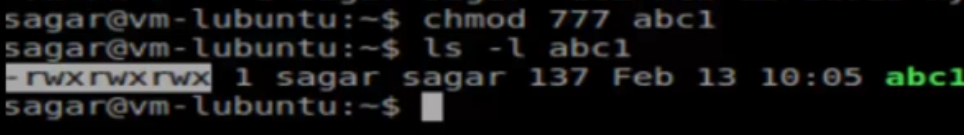 sagar@vm-lubuntu:~$ chmod 777 abc1
sagar@vm-lubuntu:~$ ls -l abc1
-rwxrwxrwx 1 sagar sagar 137 Feb 13 10:05 abc1
sagar@vm-lubuntu:~$